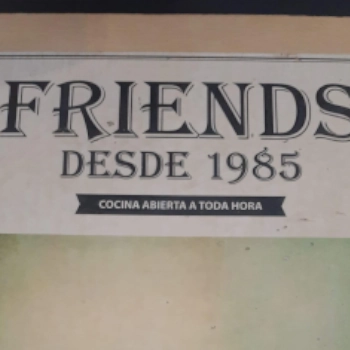 FRIENDS
DESDE 1985
COCINA ABIERTA A TODA HORA